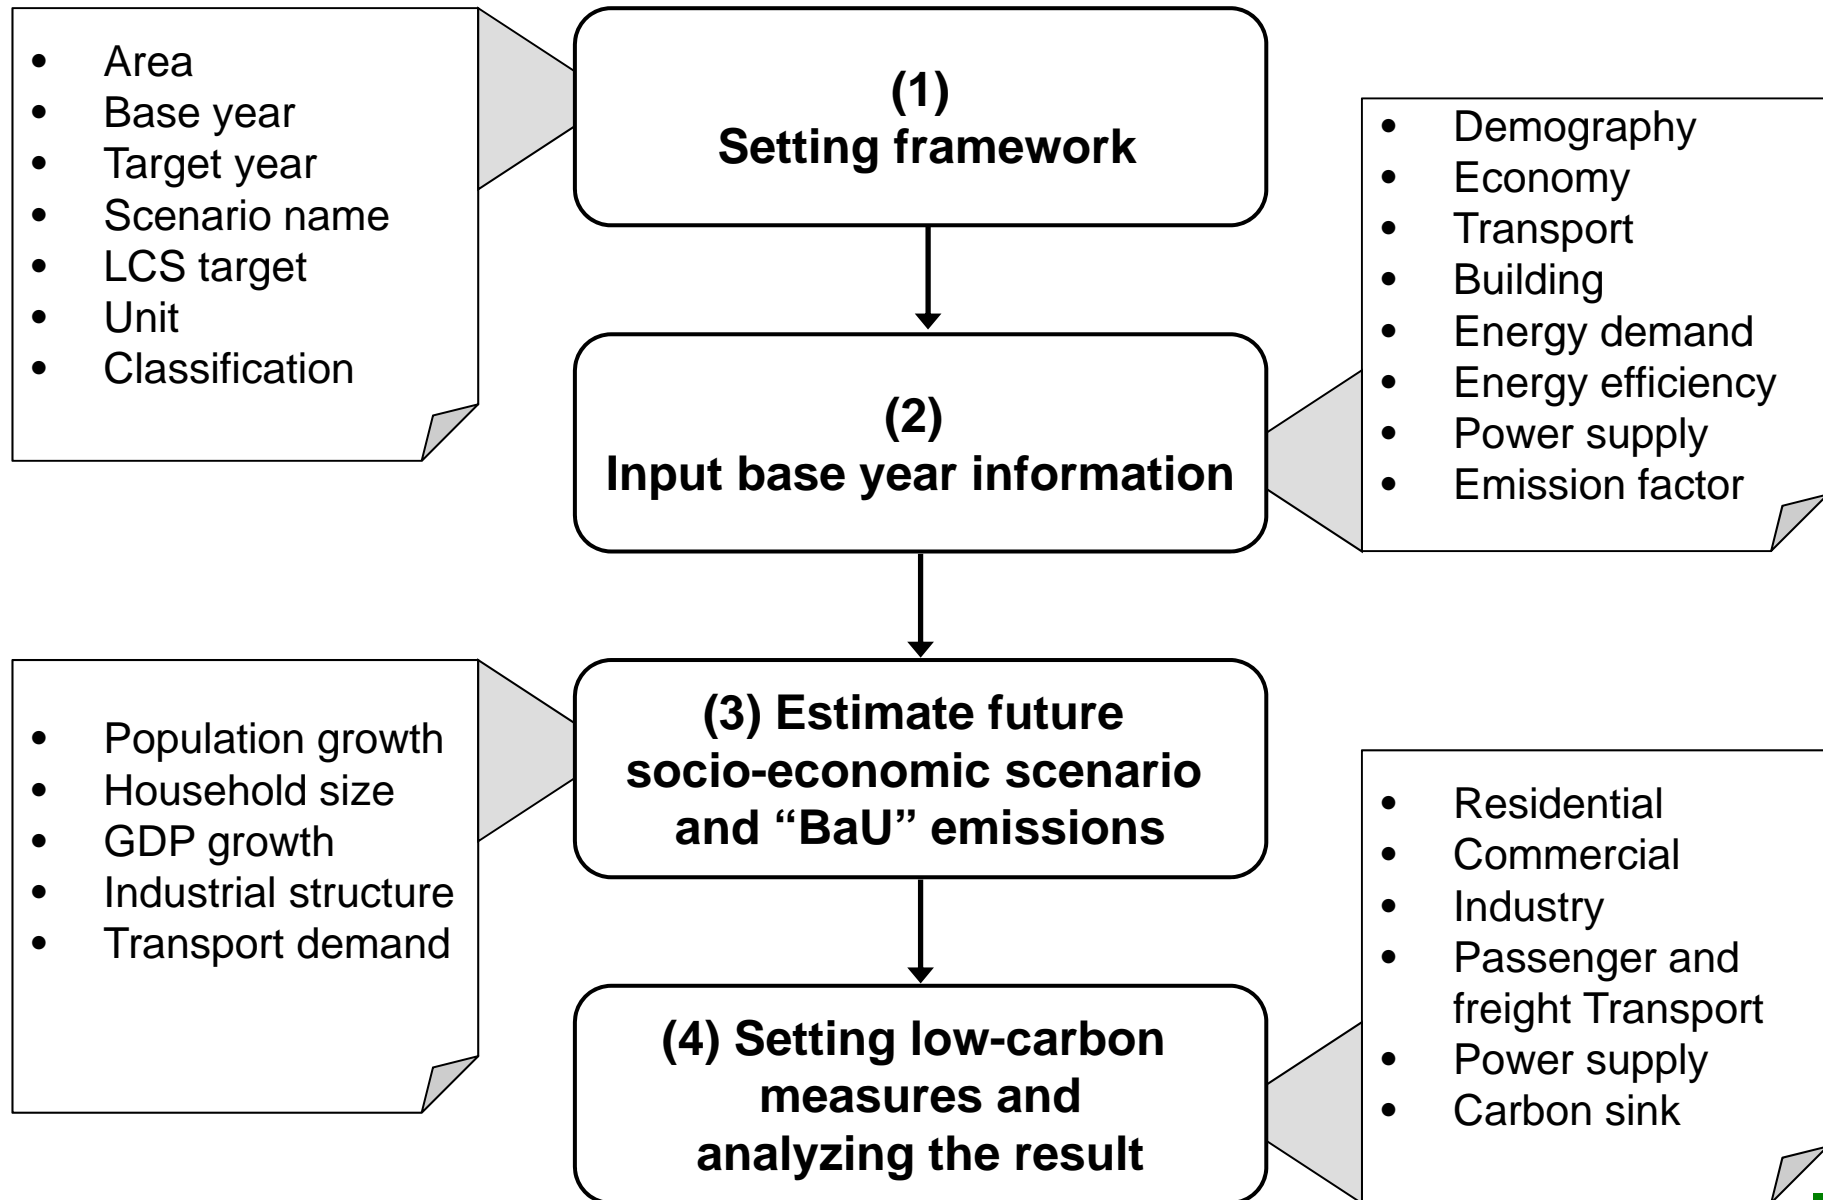 • Area
• Base year
• Target year
• Scenario name
• LCS target
• Unit
• Classification
(1)
Setting framework
• Demography
• Economy
• Transport
• Building
• Energy demand
• Energy efficiency
• Power supply
• Emission factor
(2)
Input base year information
• Population growth
• Household size
• GDP growth
• Industrial structure
• Transport demand
(3) Estimate future
socio-economic scenario
and “BaU” emissions
• Residential
• Commercial
• Industry
• Passenger and
freight Transport
• Power supply
• Carbon sink
(4) Setting low-carbon
measures and
analyzing the result